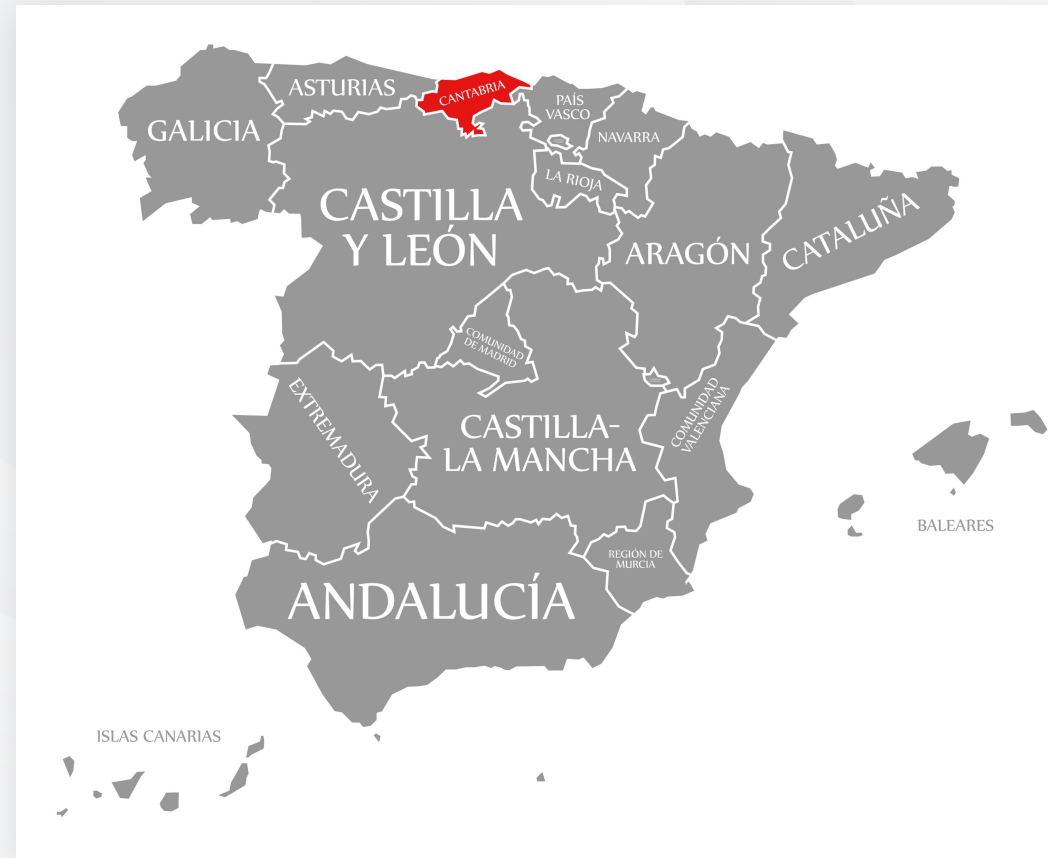 ASTURIAS
CANTABRIA
PAÍS
VASCO
GALICIA
NAVARRA
LA RIOJA
CASTILLA
Y LEÓN
ARAGÓN
CATALUÑA
COMUNIDAD
DE MADRID
EXTREMADURA
CASTILLA-
LA MANCHA
COMUNIDAD
VALENCIANA
BALEARES
REGIÓN DE
MURCIA
ANDALUCÍA
ISLAS CANARIAS